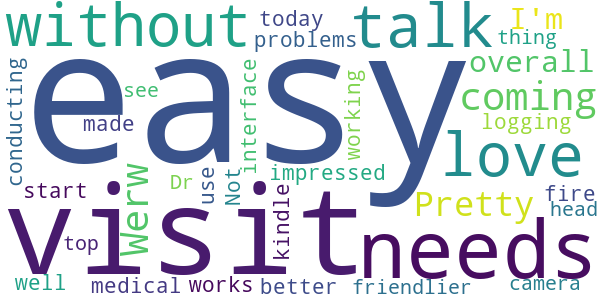 without talk I'm
today
problems thing
easy
overall
conducting
see
interface
working
coming
made
logging
love
Werw
Dr
use
Not
impressed
start
kindle
Pretty
fire
head
visit
top
needs
well medical works better friendlier camera